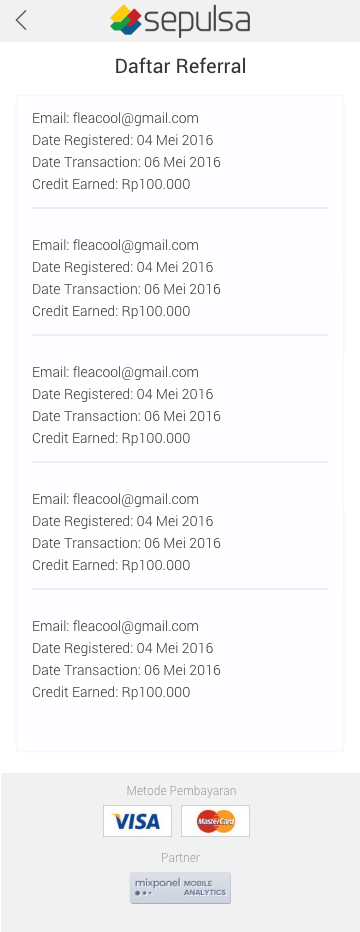 sepulsa
Daftar Referral
Email: fleacool@gmail.com
Date Registered: 04 Mei 2016
Date Transaction: 06 Mei 2016
Credit Earned: Rp100.000
Email: fleacool@gmail.com
Date Registered: 04 Mei 2016
Date Transaction: 06 Mei 2016
Credit Earned: Rp100.000
Email: fleacool@gmail.com
Date Registered: 04 Mei 2016
Date Transaction: 06 Mei 2016
Credit Earned: Rp100.000
Email: fleacool@gmail.com
Date Registered: 04 Mei 2016
Date Transaction: 06 Mei 2016
Credit Earned: Rp100.000
Email: fleacool@gmail.com
Date Registered: 04 Mei 2016
Date Transaction: 06 Mei 2016
Credit Earned: Rp100.000
Metode Pembayaran
VISA MasterCard
Partner
mixpanel MOBILE
ANALYTICS